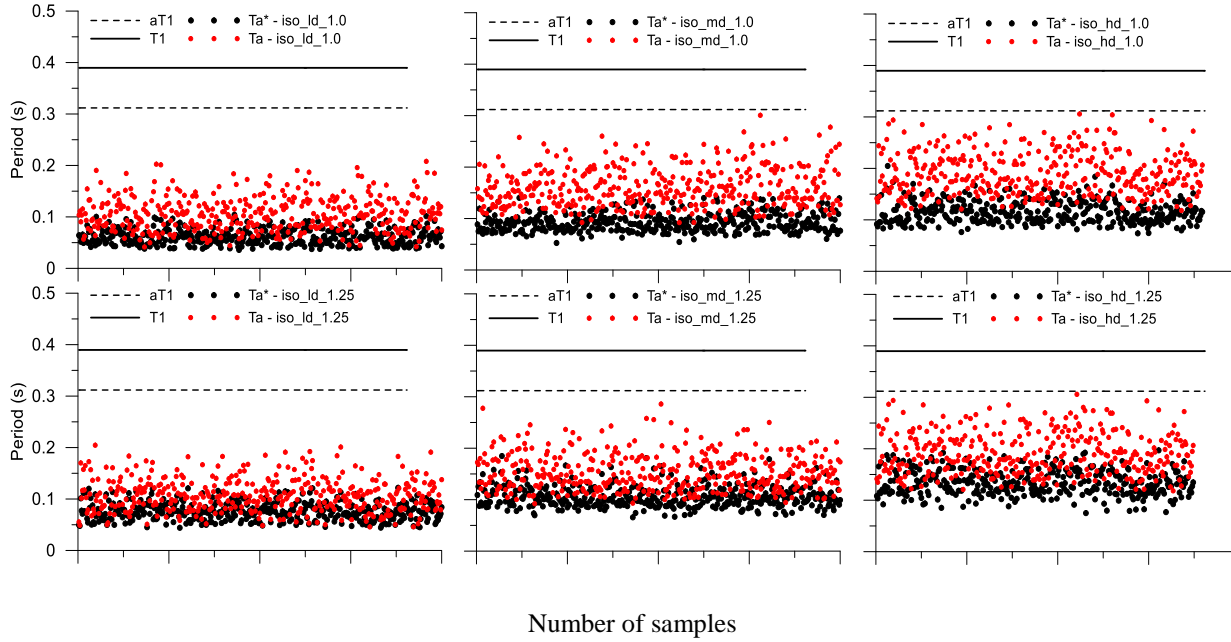 0.5
0.4
0.3
0.2
0.1
0
Period (s)
aT1 Ta* - iso_ld_1.0
T1 Ta - iso_ld_1.0
aT1 Ta* - iso_md_1.0
T1 Ta - iso_md_1.0
aT1 Ta* - iso_hd_1.0
T1 Ta - iso_hd_1.0
0.5
0.4
0.3
0.2
0.1
0
Period (s)
aT1 Ta* - iso_ld_1.25
T1 Ta - iso_ld_1.25
aT1 Ta* - iso_md_1.25
T1 Ta - iso_md_1.25
aT1 Ta* - iso_hd_1.25
T1 Ta - iso_hd_1.25
Number of samples